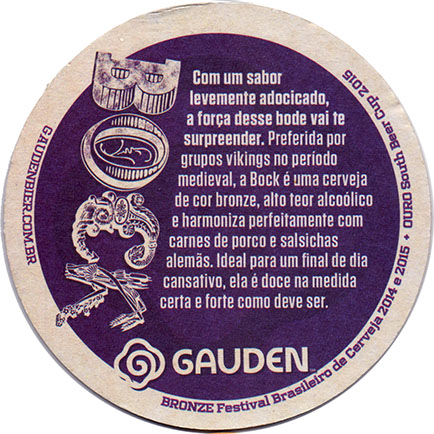 BOCK
Com um sabor
levemente adocicado,
a força desse bode vai te
surpreender. Preferida por
grupos vikings no período
medieval, a Bock é uma cerveja
de cor bronze, alto teor alcoólico
e harmoniza perfeitamente com
carnes de porco e salsichas
alemãs. Ideal para um final de dia
cansativo, ela é doce na medida
certa e forte como deve ser.
GAUDEN
GAUDENBIER.COM.BR
BRONZE Festival Brasileiro de Cerveja 2014 e 2015 • OURO South Beer Cup 2015